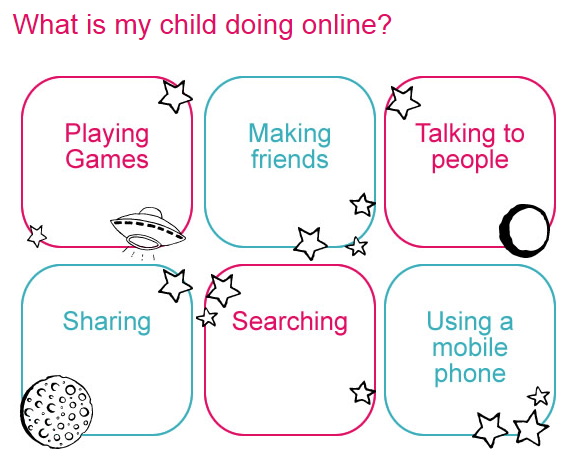 What is my child doing online?
Playing
Games
Making
friends
Talking to
people
Sharing
Searching
Using a
mobile
phone